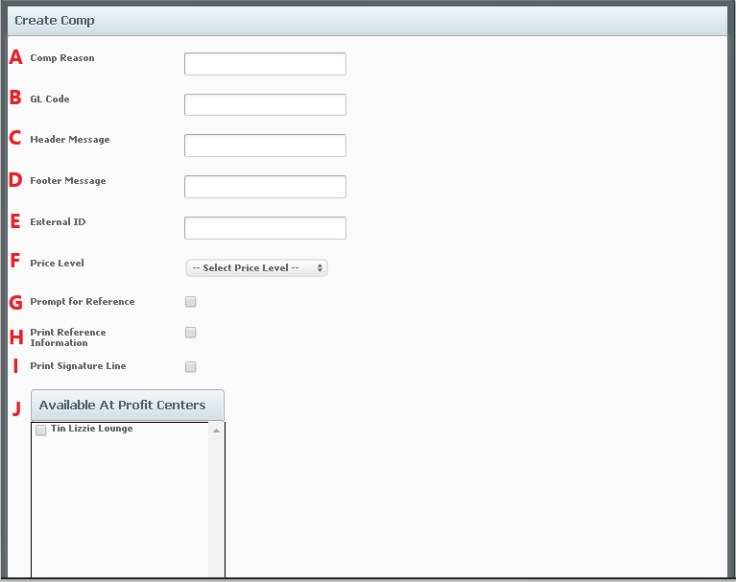 Create Comp
A Comp Reason
B GL Code
C Header Message
D Footer Message
E External ID
F Price Level -- Select Price Level --
G Prompt for Reference
H Print Reference
Information
I Print Signature Line
J Available At Profit Centers
Tin Lizzie Lounge